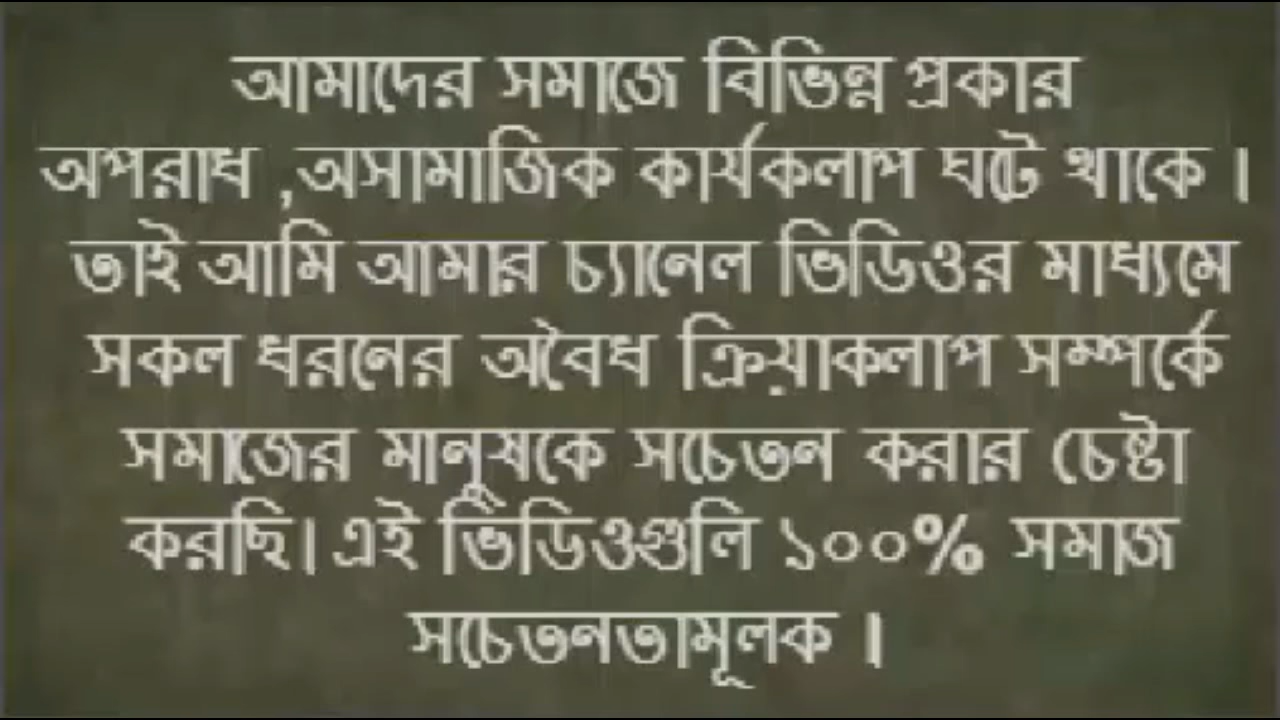 আমাদের সমাজে বিভিন্ন প্রকার
অপরাধ ,অসামাজিক কার্যকলাপ ঘটে থাকে ।
তাই আমি আমার চ্যানেল ভিডিওর মাধ্যমে
সকল ধরনের অবৈধ ক্রিয়াকলাপ সম্পর্কে
সমাজের মানুষকে সচেতন করার চেষ্টা
করছি। এই ভিডিওগুলি ১০০% সমাজ
সচেতনতামূলক ।